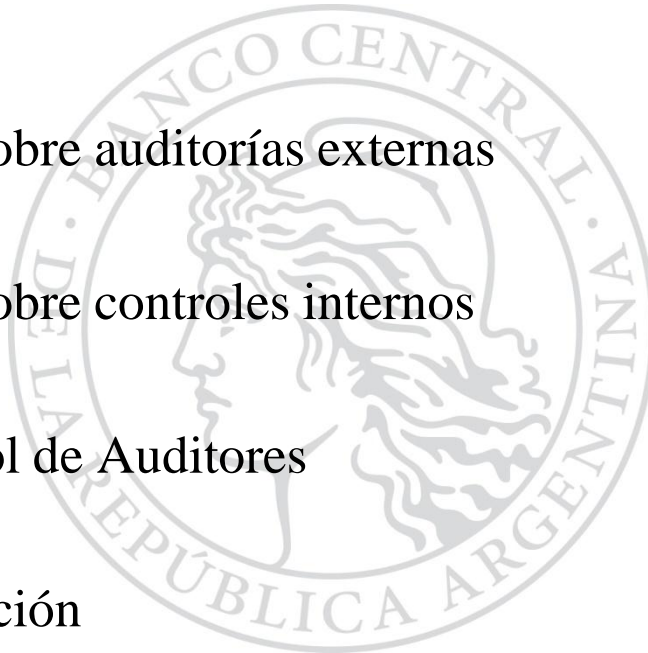 BANCO CENTRAL
DE LA REPÚBLICA ARGENTINA
obre auditorías externas
obre controles internos
ol de Auditores
ción